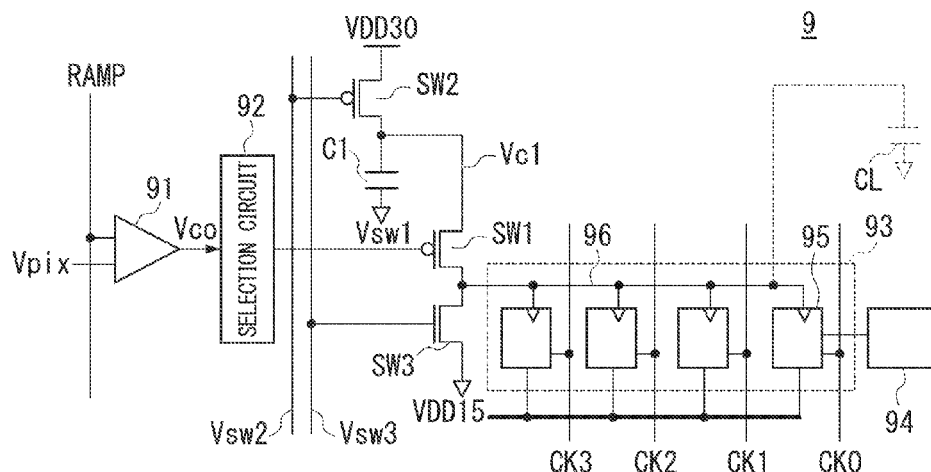 9
VDD30
RAMP
SW2
92
C1
Vc1
CL
91
SELECTION CIRCUIT
Vco
Vsw1
SW1
93
Vpix
96
95
SW3
VDD15
94
Vsw2
Vsw3
CK3
CK2
CK1
CK0